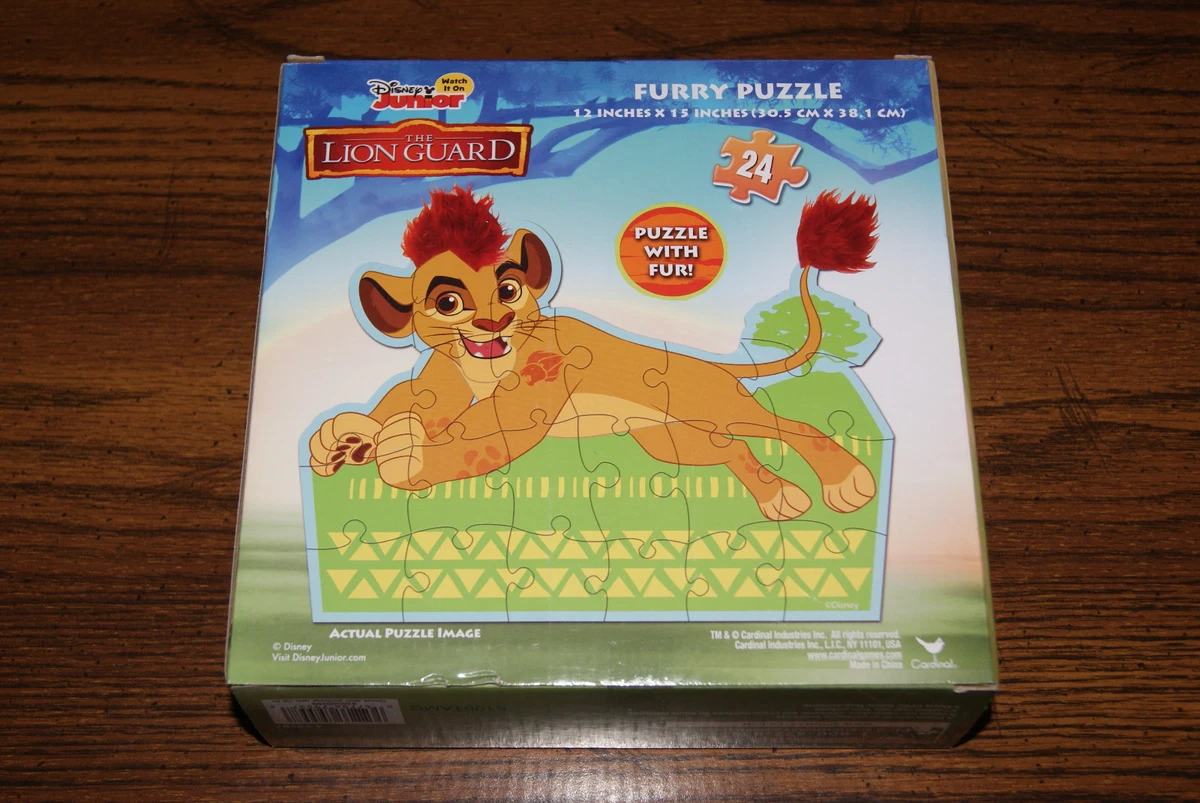 Disney
Junior
Watch
It On
THE
LION GUARD
FURRY PUZZLE
12 INCHES X 15 INCHES (30.5 CM X 38.1 CM)
24
PUZZLE
WITH
FUR!
©Disney
ACTUAL PUZZLE IMAGE
© Disney
Visit DisneyJunior.com
TM & © Cardinal Industries Inc. All rights reserved.
Cardinal Industries Inc., L.I.C., NY 11101, USA
www.cardinalgames.com
Made in China
Cardinal®